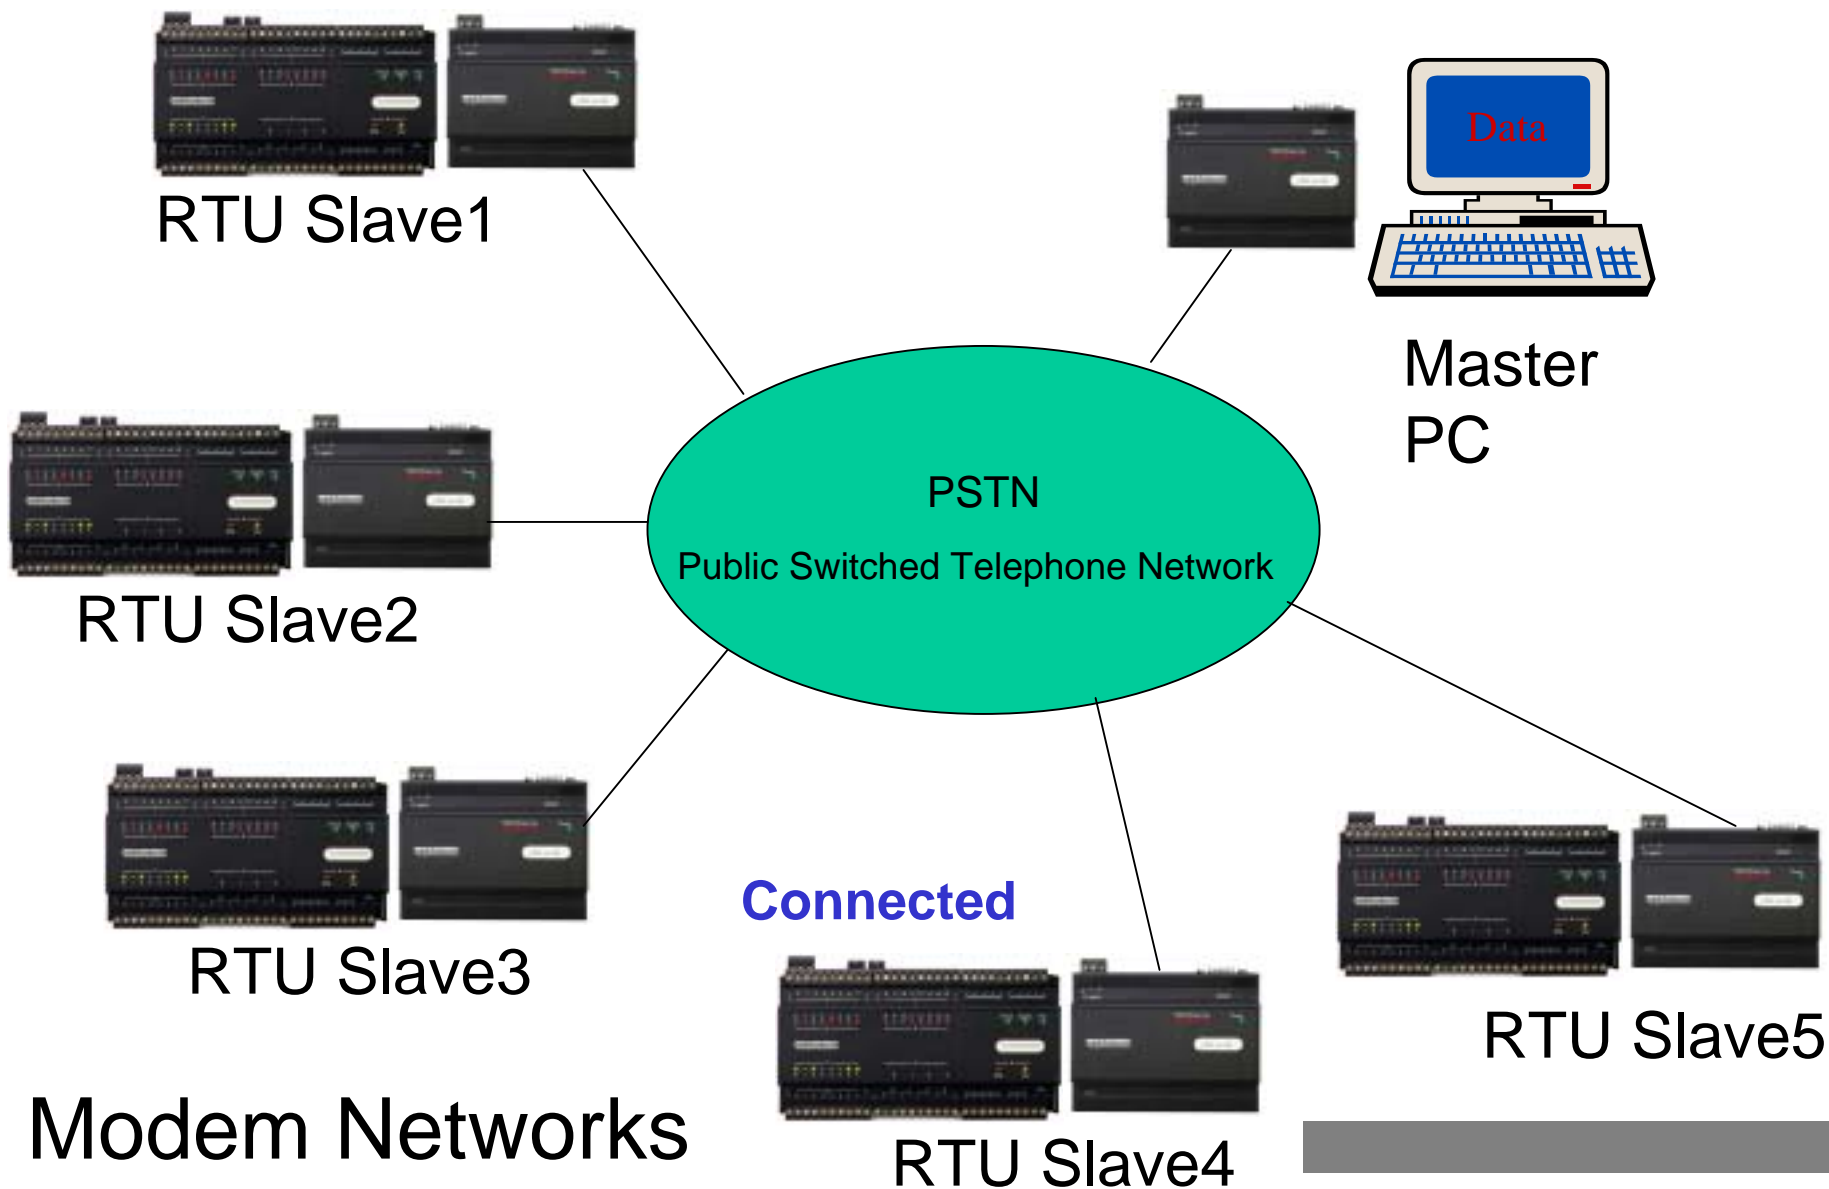 RTU Slave1
Data
Master
PC
PSTN
Public Switched Telephone Network
RTU Slave2
Connected
RTU Slave3
RTU Slave5
Modem Networks
RTU Slave4